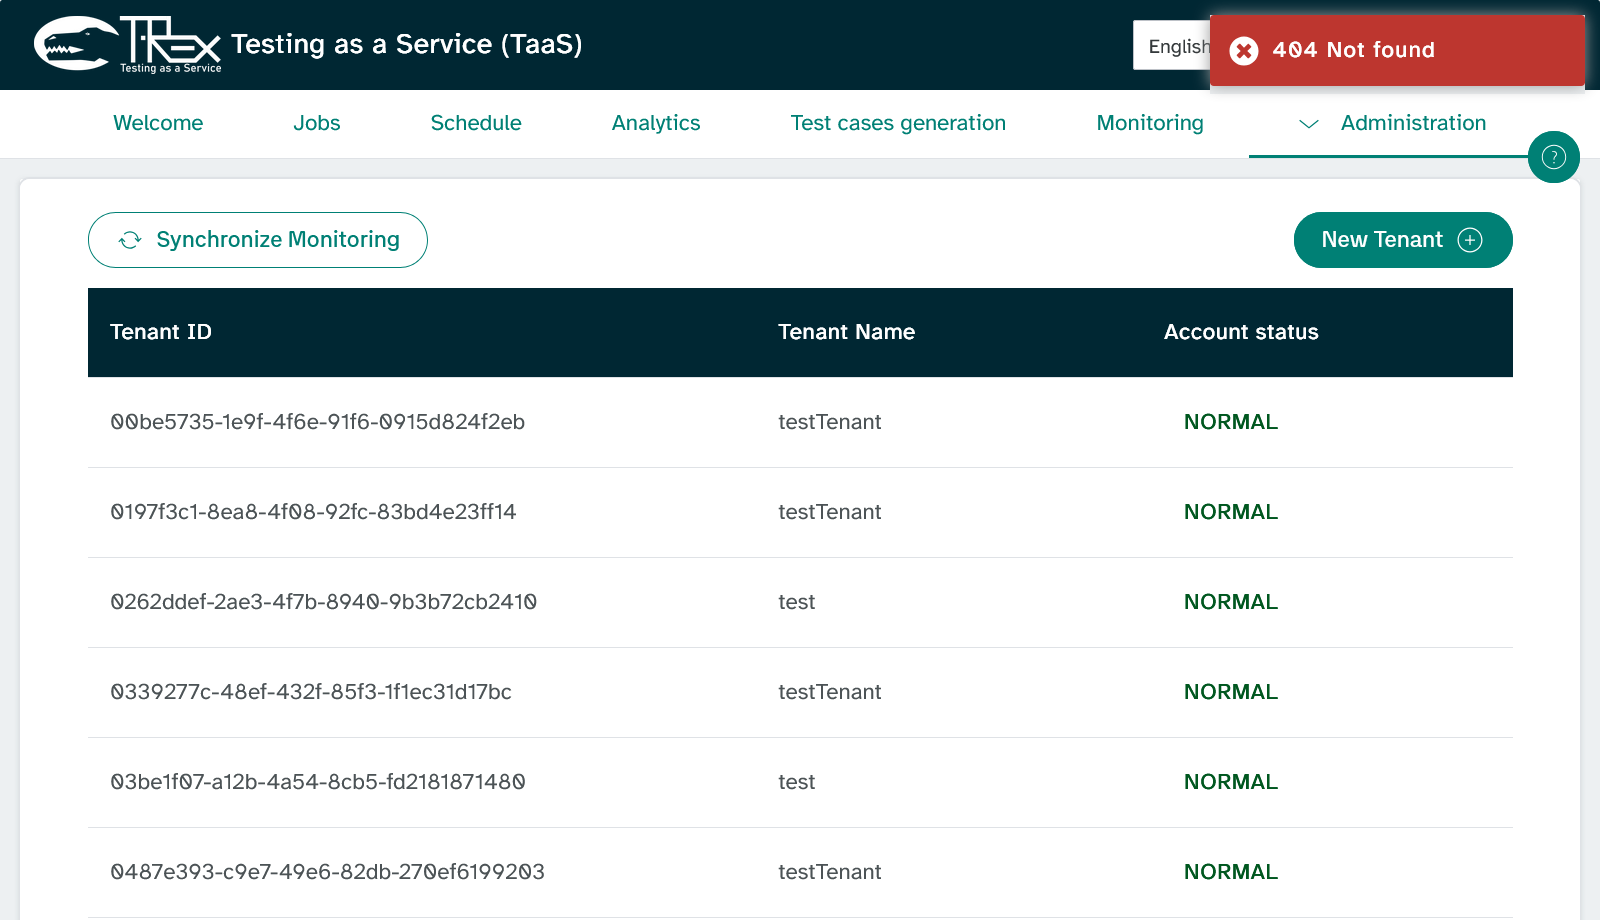 T-Rex
Testing as a Service
Testing as a Service (TaaS)
English
404 Not found
Welcome
Jobs
Schedule
Analytics
Test cases generation
Monitoring
Administration
?
Synchronize Monitoring
New Tenant
Tenant ID Tenant Name Account status
00be5735-1e9f-4f6e-91f6-0915d824f2eb testTenant NORMAL
0197f3c1-8ea8-4f08-92fc-83bd4e23ff14 testTenant NORMAL
0262ddef-2ae3-4f7b-8940-9b3b72cb2410 test NORMAL
0339277c-48ef-432f-85f3-1f1ec31d17bc testTenant NORMAL
03be1f07-a12b-4a54-8cb5-fd2181871480 test NORMAL
0487e393-c9e7-49e6-82db-270ef6199203 testTenant NORMAL